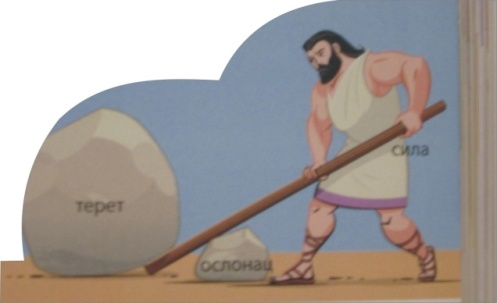 сила
терет
ослонац